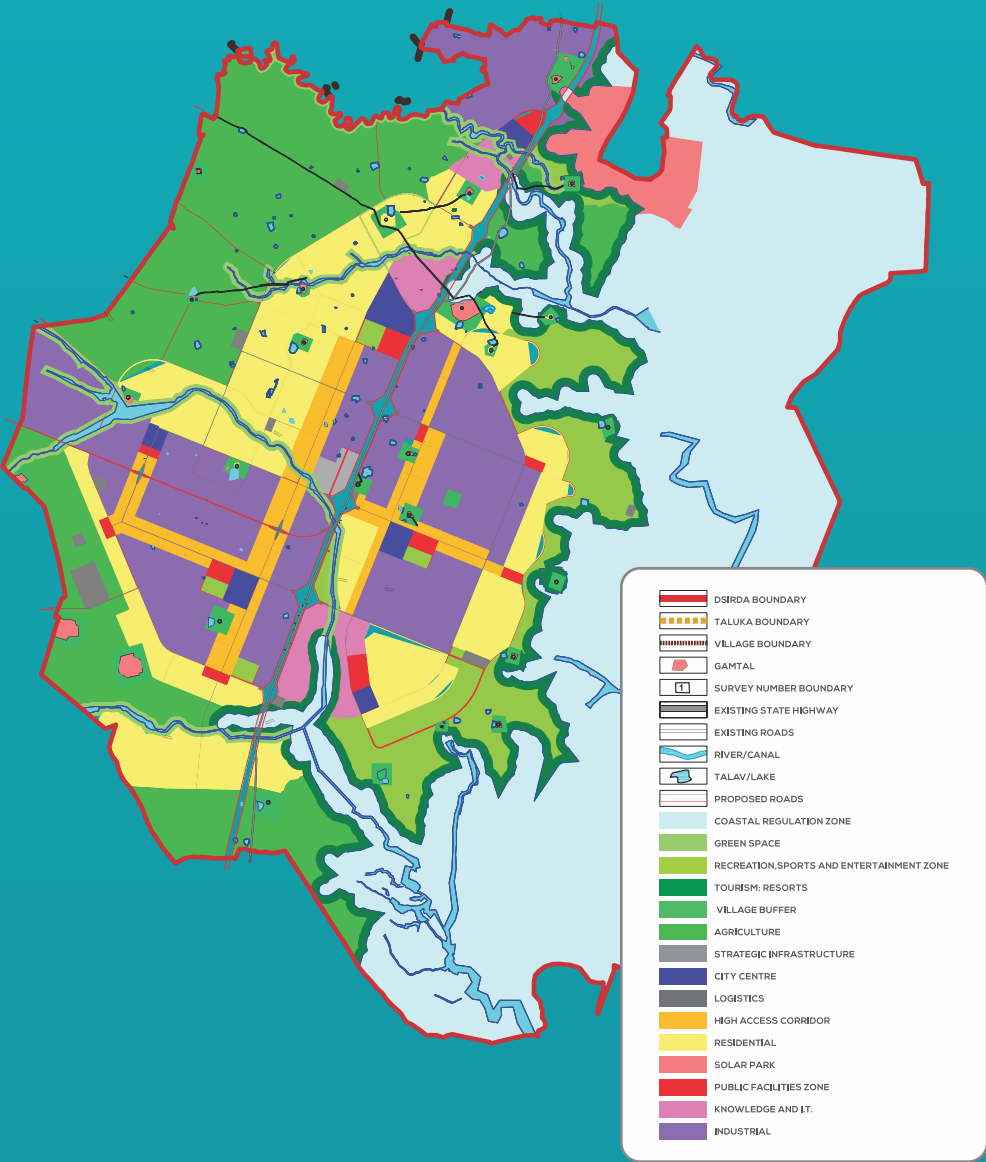 DSIRDA BOUNDARY
TALUKA BOUNDARY
VILLAGE BOUNDARY
GAMTAL
1 SURVEY NUMBER BOUNDARY
EXISTING STATE HIGHWAY
EXISTING ROADS
RIVER/CANAL
TALAV/LAKE
PROPOSED ROADS
COASTAL REGULATION ZONE
GREEN SPACE
RECREATION,SPORTS AND ENTERTAINMENT ZONE
TOURISM: RESORTS
VILLAGE BUFFER
AGRICULTURE
STRATEGIC INFRASTRUCTURE
CITY CENTRE
LOGISTICS
HIGH ACCESS CORRIDOR
RESIDENTIAL
SOLAR PARK
PUBLIC FACILITIES ZONE
KNOWLEDGE AND I.T.
INDUSTRIAL